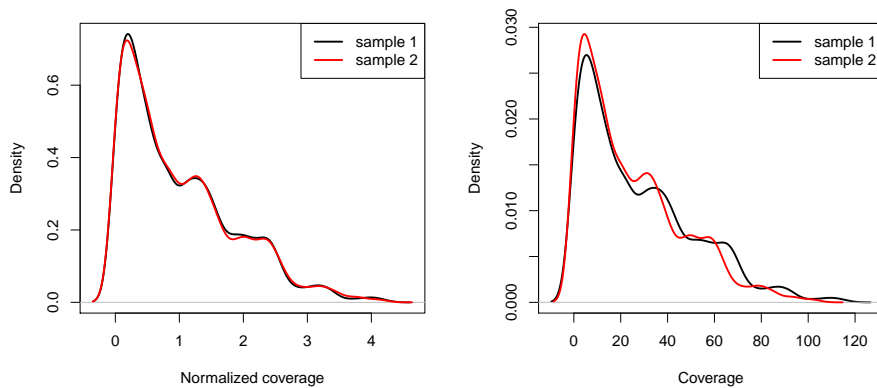 sample 1
sample 2
Density
0.0
0.2
0.4
0.6
0 1 2 3 4
Normalized coverage
sample 1
sample 2
Density
0.000
0.010
0.020
0.030
0 20 40 60 80 100 120
Coverage